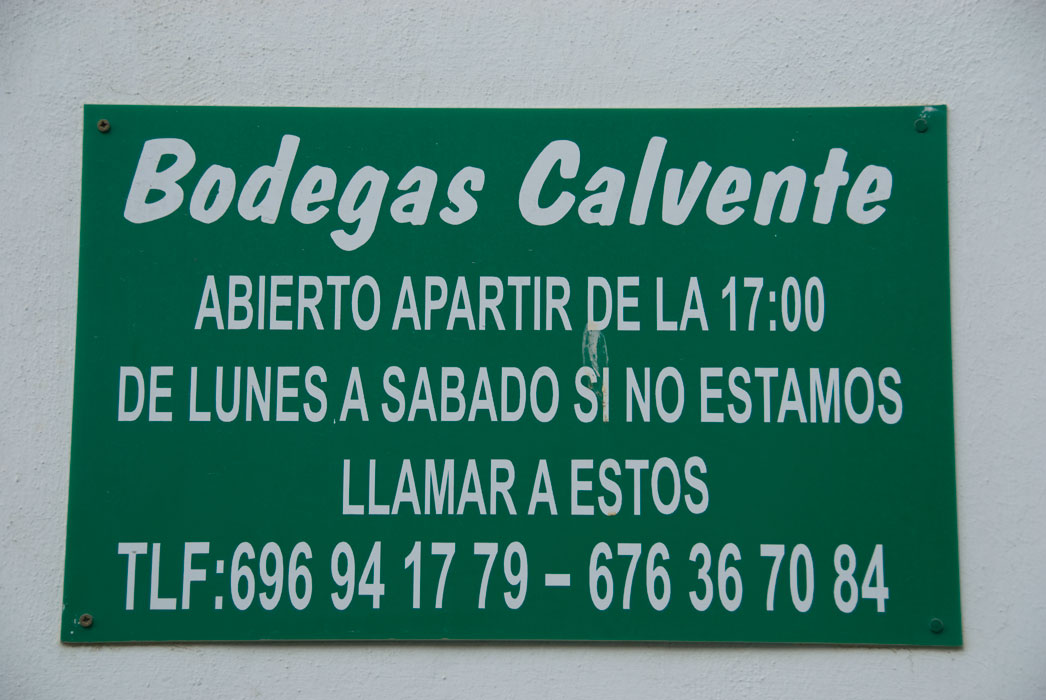 Bodegas Calvente
ABIERTO APARTIR DE LA 17:00
DE LUNES A SABADO SI NO ESTAMOS
LLAMAR A ESTOS
TLF:696 94 17 79 - 676 36 70 84